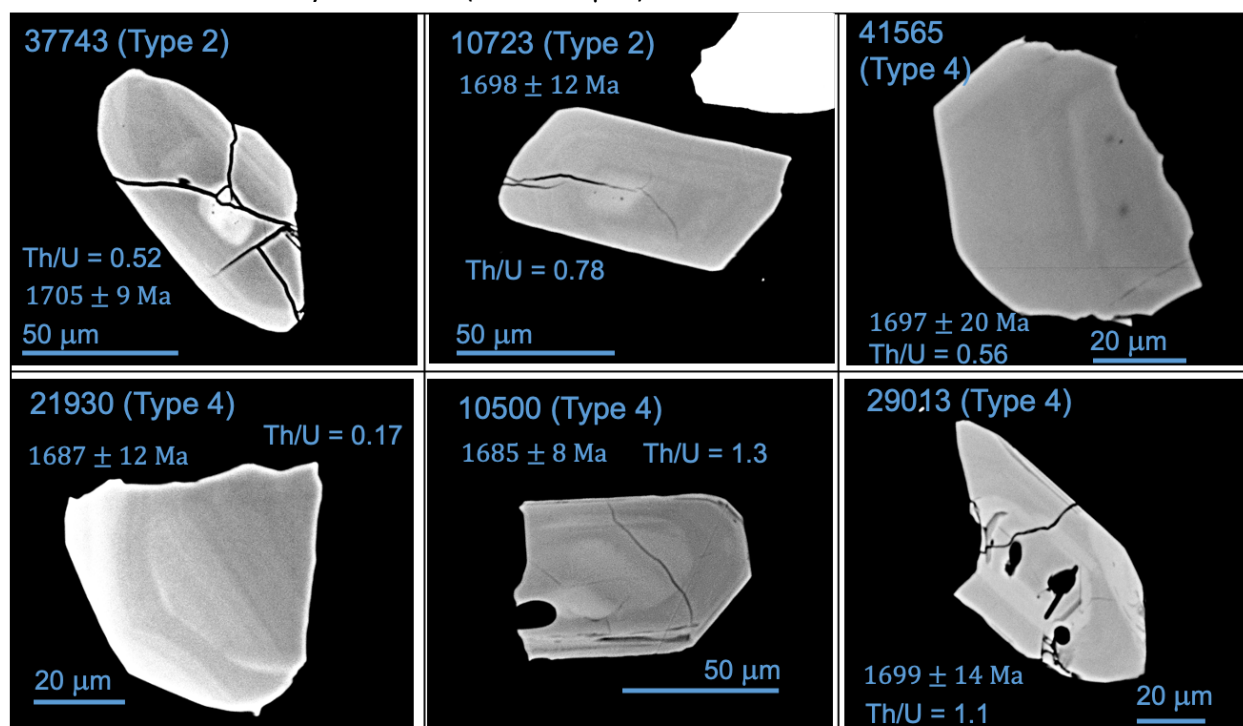 37743 (Type 2)
Th/U = 0.52
1705 ± 9 Ma
50 μm
10723 (Type 2)
1698 ± 12 Ma
Th/U = 0.78
50 μm
41565
(Type 4)
1697 ± 20 Ma
Th/U = 0.56
20 μm
21930 (Type 4)
1687 ± 12 Ma
Th/U = 0.17
20 μm
10500 (Type 4)
1685 ± 8 Ma
Th/U = 1.3
50 μm
29013 (Type 4)
1699 ± 14 Ma
Th/U = 1.1
20 μm